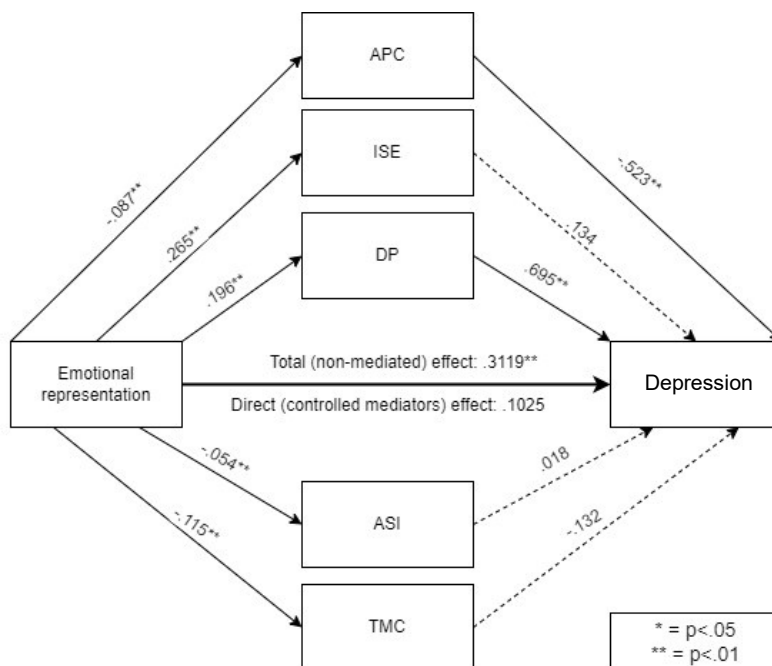 APC
ISE
DP
-.087**
.265**
.196**
-.523**
.134
.695**
Emotional
representation
Total (non-mediated) effect: .3119**
Direct (controlled mediators) effect: .1025
Depression
-.054**
-.115**
.018
-.132
ASI
TMC
* = p<.05
** = p<.01